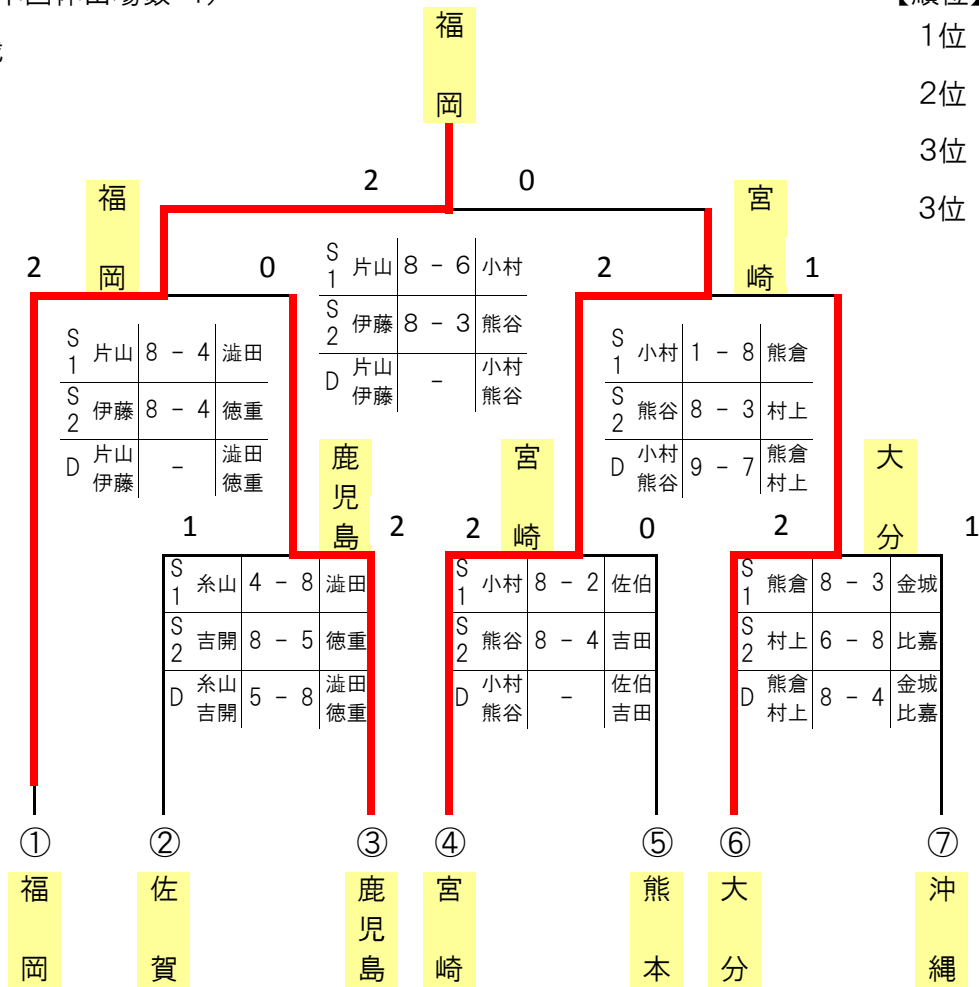 福岡
1位
2位
3位
3位
2 0
福岡
宮崎
2 0 2 1
S1 片山 8 - 6 小村
S2 伊藤 8 - 3 熊谷
D 片山 伊藤 - 小村 熊谷
S1 片山 8 - 4 澁田
S2 伊藤 8 - 4 徳重
D 片山 伊藤 - 澁田 徳重
S1 小村 1 - 8 熊倉
S2 熊谷 8 - 3 村上
D 小村 熊谷 9 - 7 熊倉 村上
鹿児島
宮崎
大分
1 2 2 0 2 1
S1 糸山 4 - 8 澁田
S2 吉開 8 - 5 徳重
D 糸山 吉開 5 - 8 澁田 徳重
S1 小村 8 - 2 佐伯
S2 熊谷 8 - 4 吉田
D 小村 熊谷 - 佐伯 吉田
S1 熊倉 8 - 3 金城
S2 村上 6 - 8 比嘉
D 熊倉 村上 8 - 4 金城 比嘉
① ② ③ ④ ⑤ ⑥ ⑦
福岡
佐賀
鹿児島
宮崎
熊本
大分
沖縄